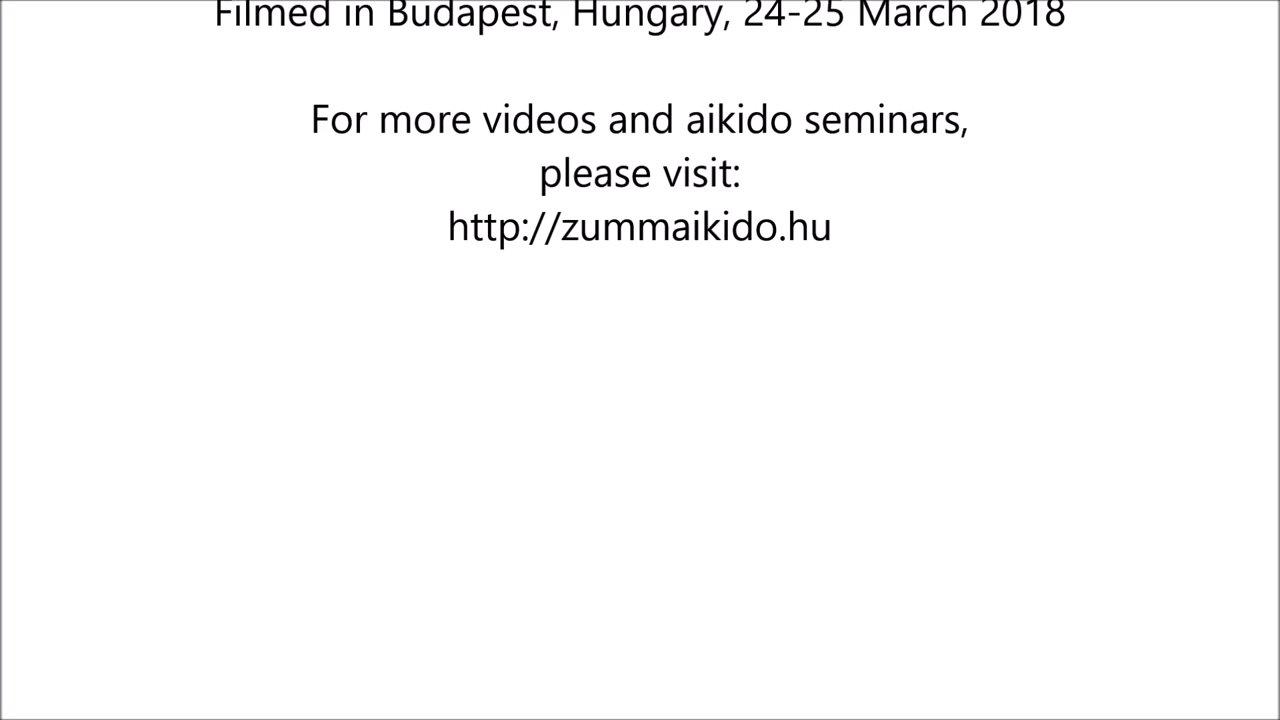 Filmed in Budapest, Hungary, 24-25 March 2018
For more videos and aikido seminars,
please visit:
http://zummaikido.hu